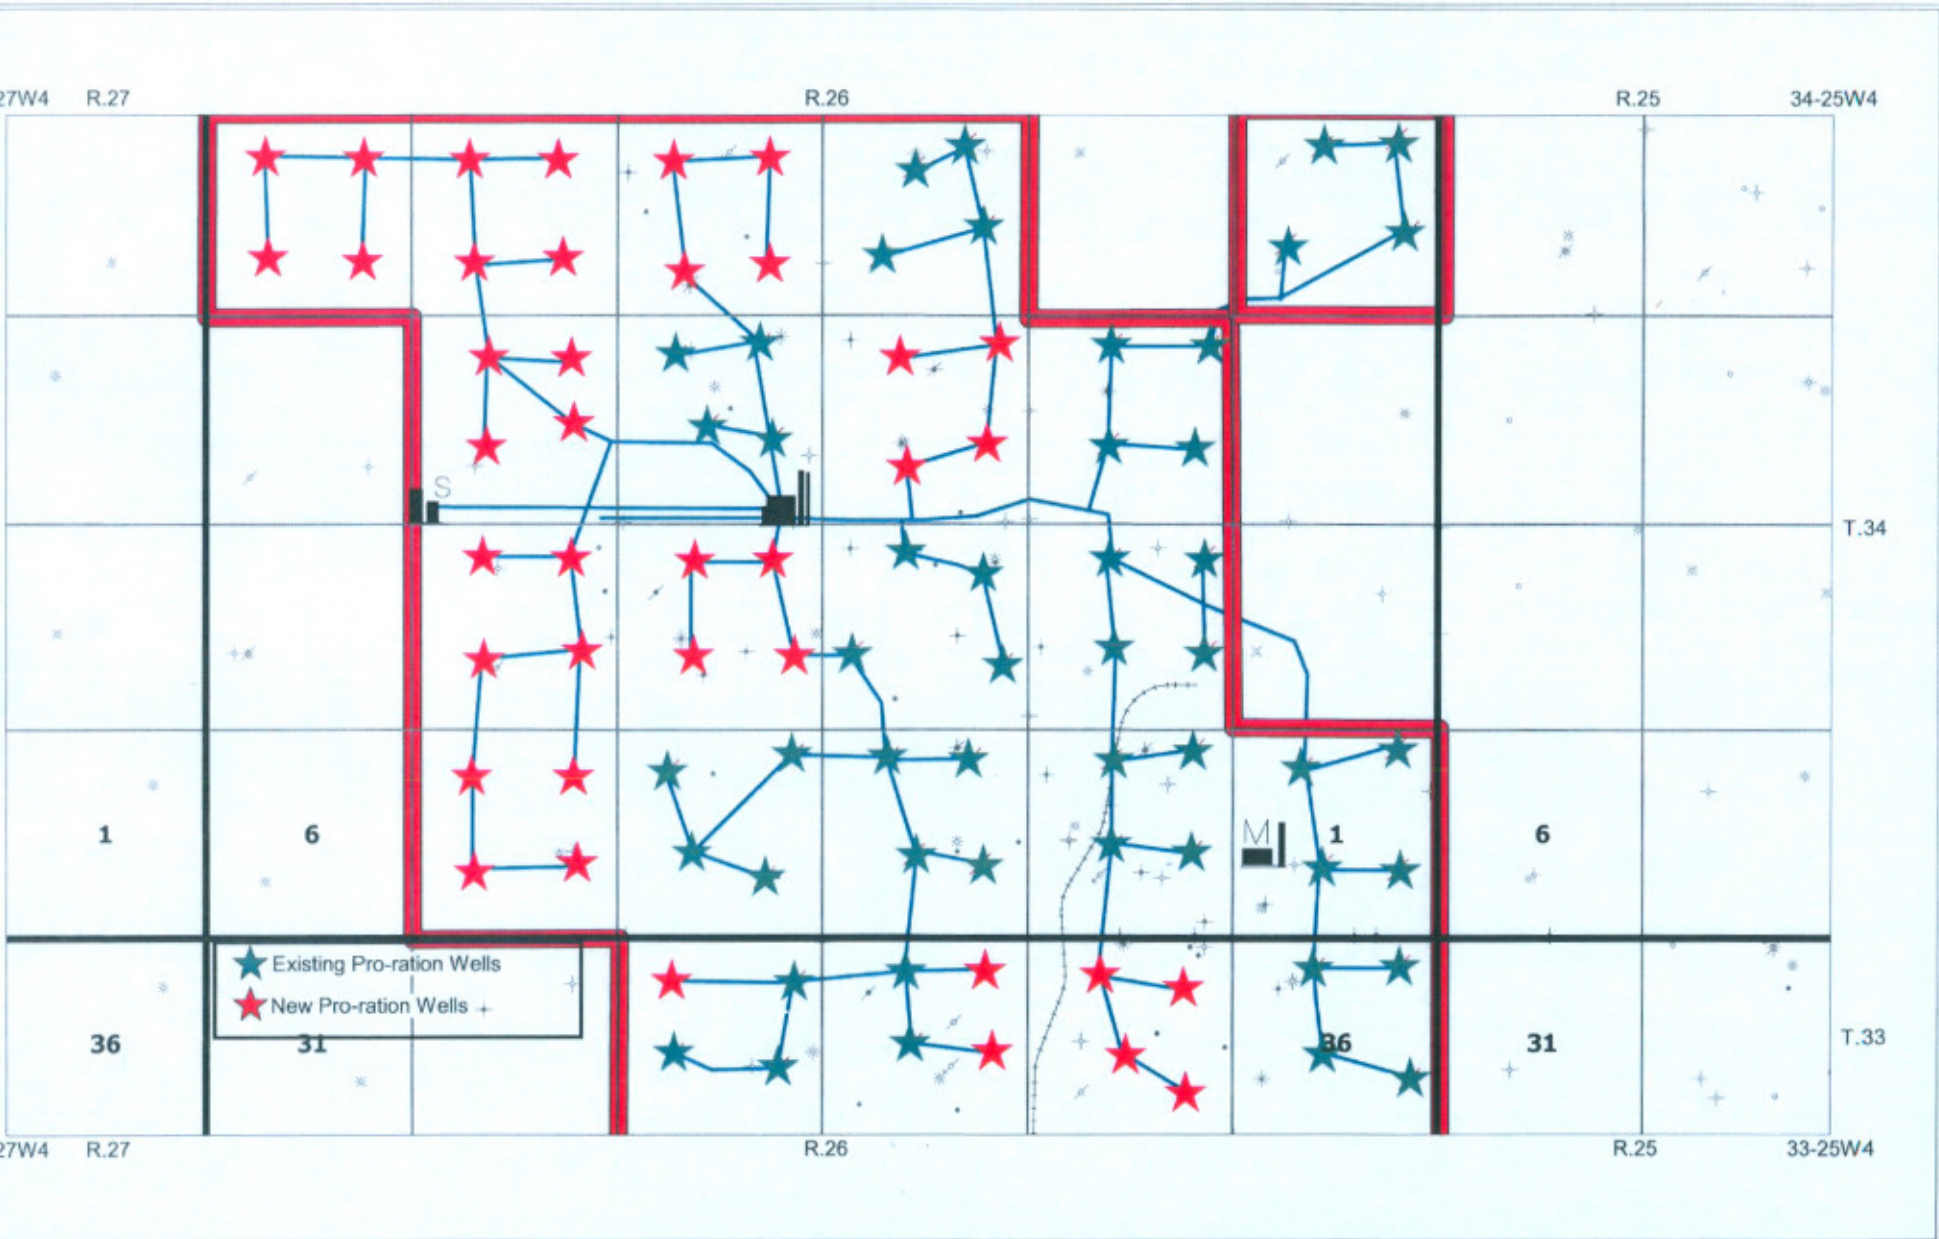 27W4 R.27 R.26 R.25 34-25W4
S
T.34
1 6 M 1 6
Existing Pro-ration Wells
New Pro-ration Wells
36 31 36 31 T.33
27W4 R.27 R.26 R.25 33-25W4